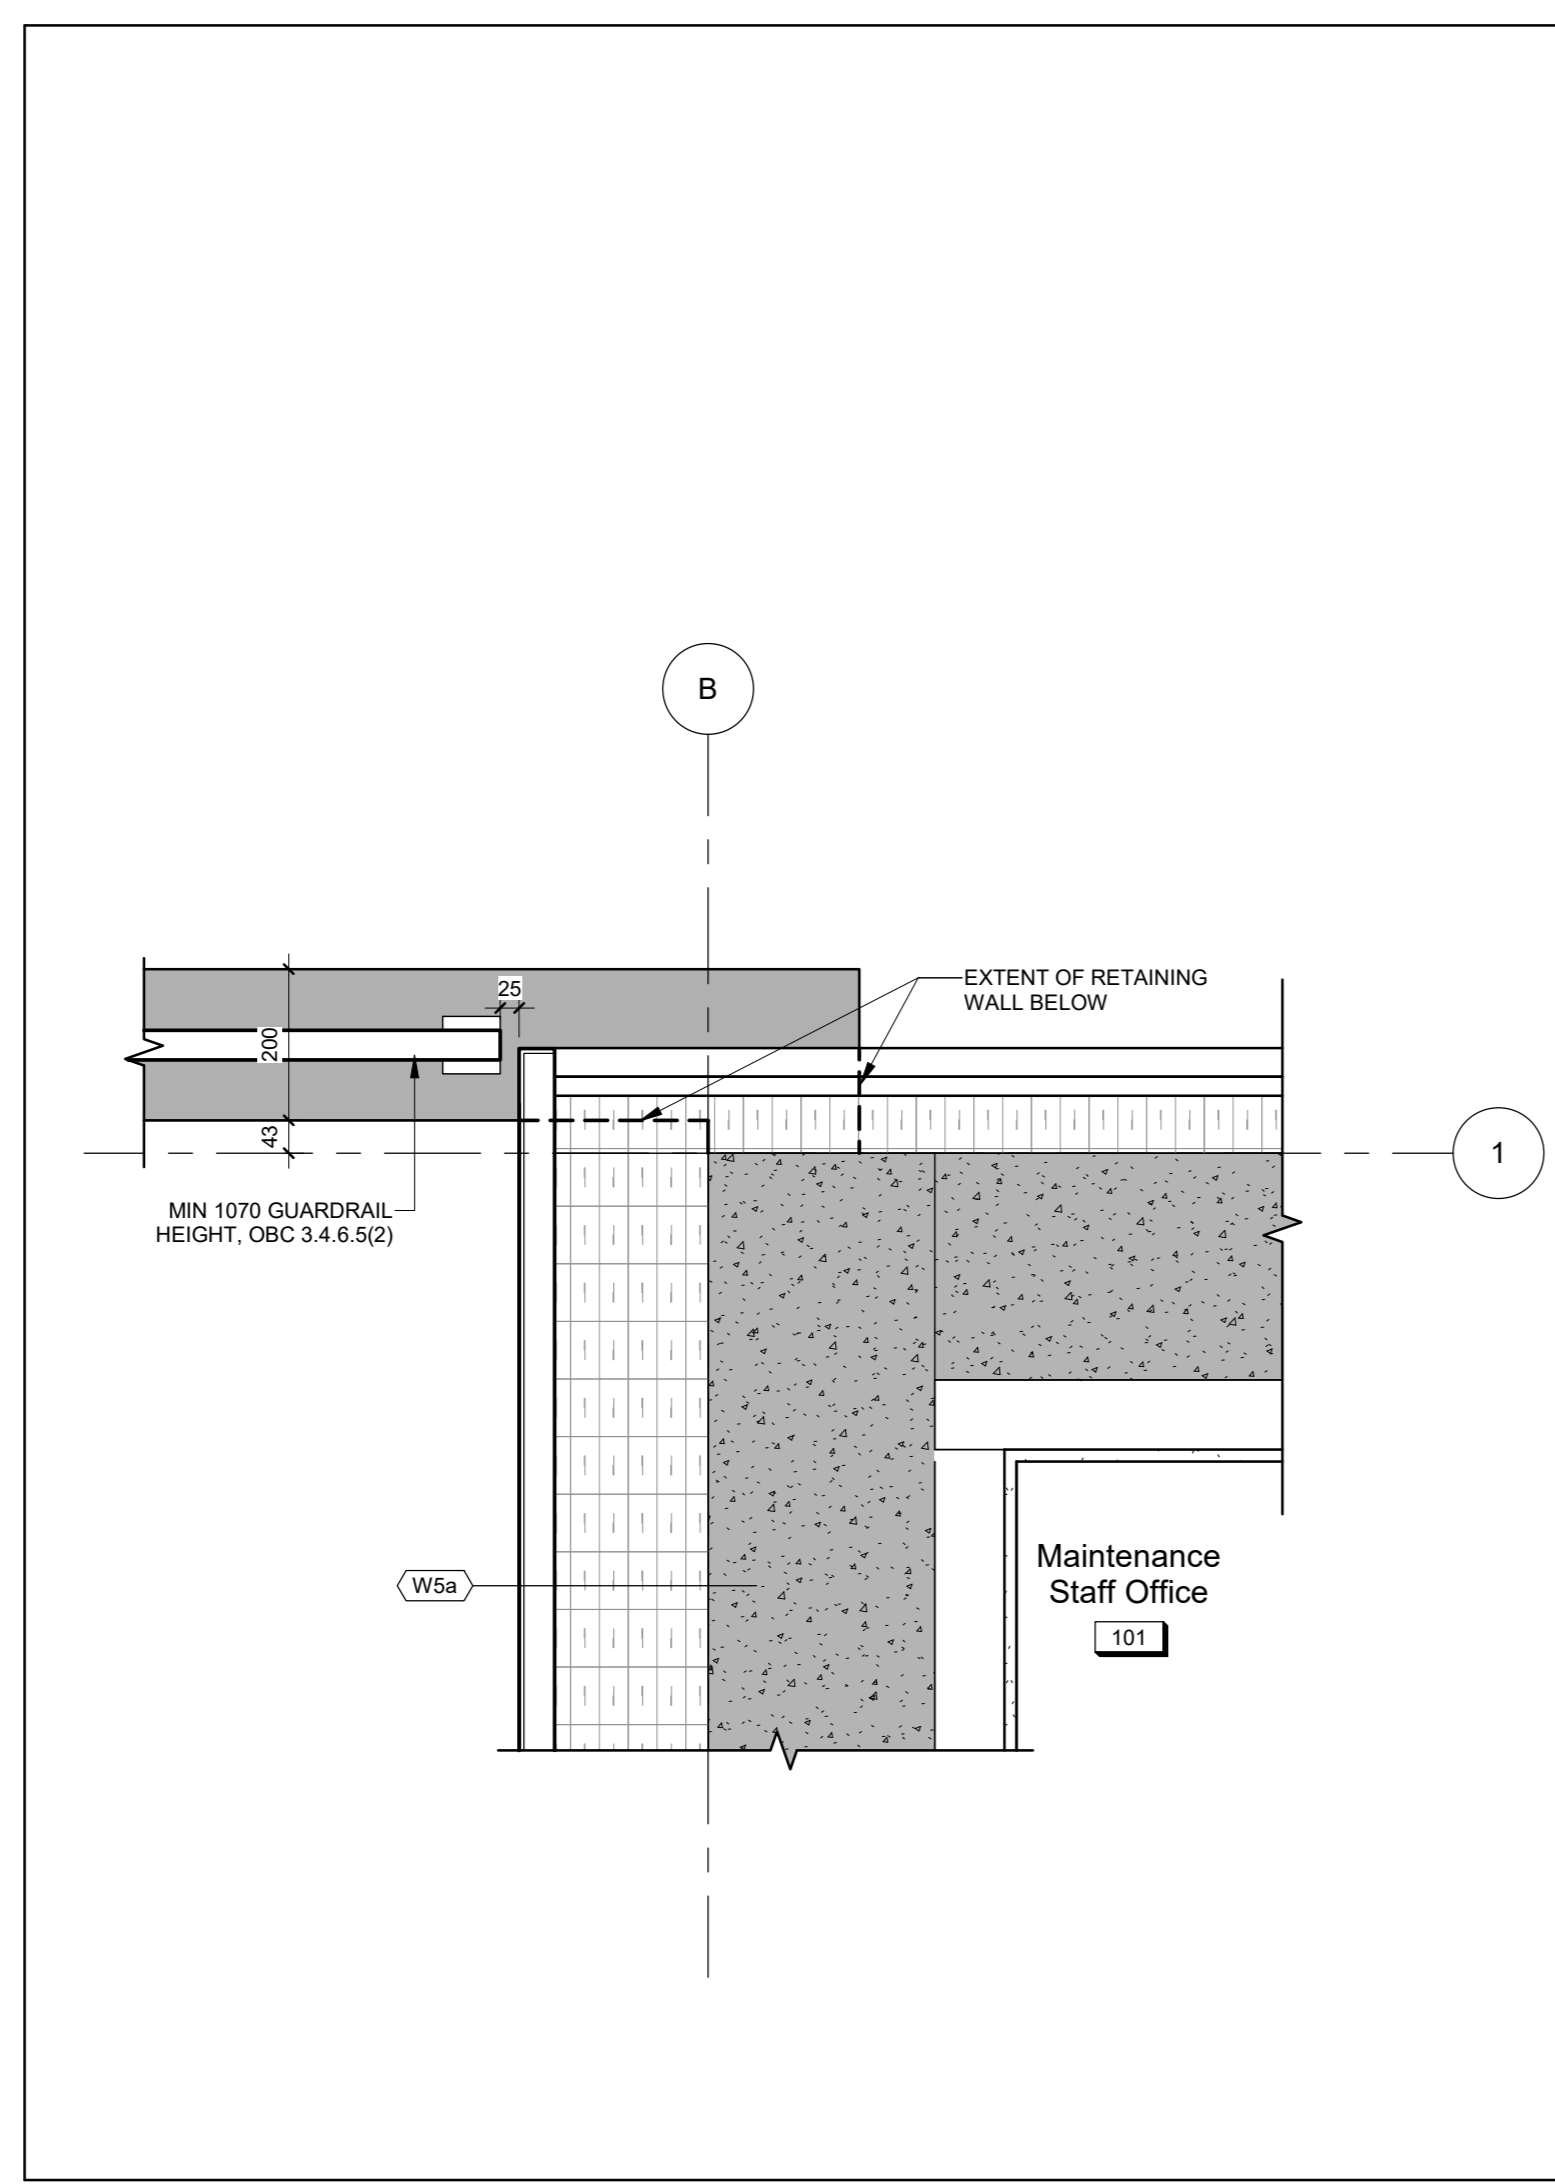 B
EXTENT OF RETAINING
WALL BELOW
25
200
43
1
MIN 1070 GUARDRAIL
HEIGHT, OBC 3.4.6.5(2)
Maintenance
Staff Office
W5a
101